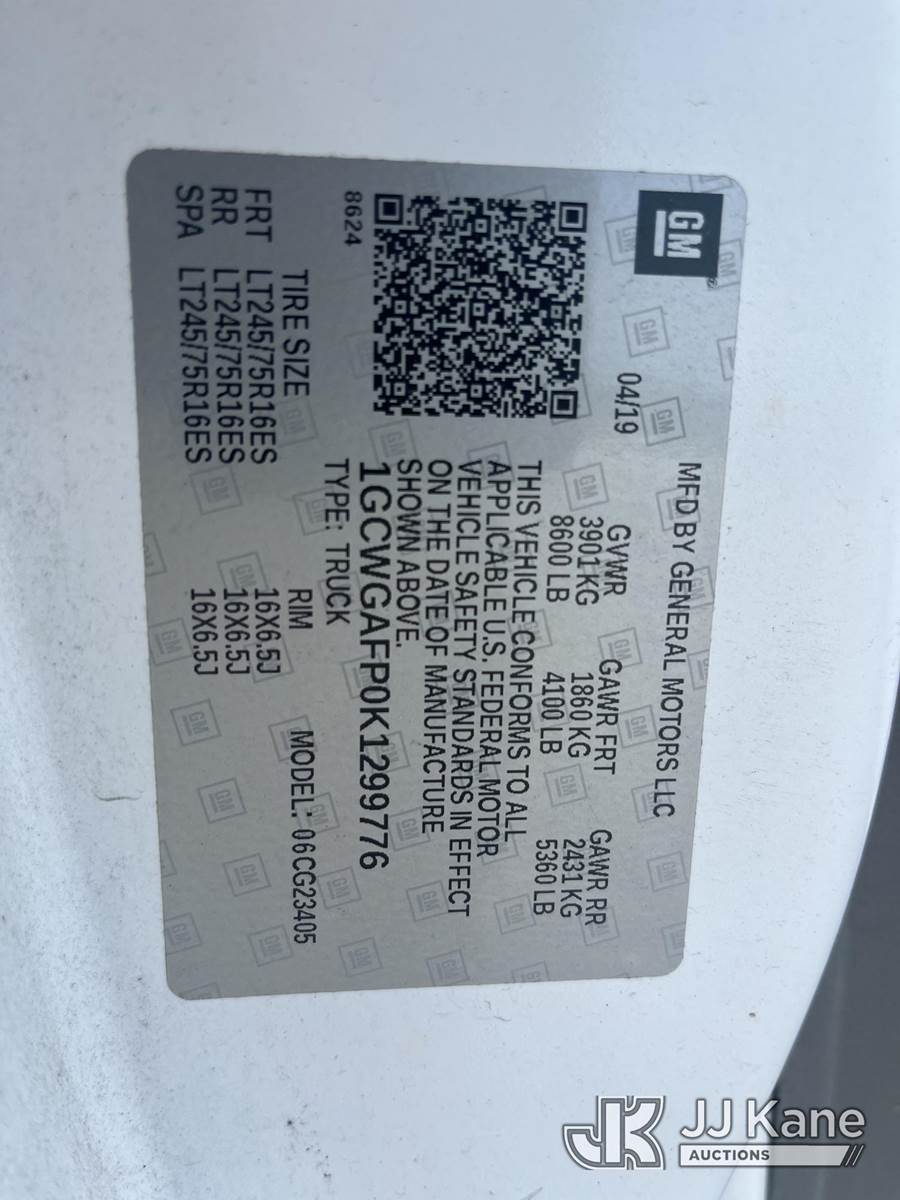 GM
MFD BY GENERAL MOTORS LLC
04/19
GVWR GAWR FRT GAWR RR
3901 KG 1860 KG 2431 KG
8600 LB 4100 LB 5360 LB
THIS VEHICLE CONFORMS TO ALL
APPLICABLE U.S. FEDERAL MOTOR
VEHICLE SAFETY STANDARDS IN EFFECT
ON THE DATE OF MANUFACTURE
SHOWN ABOVE.
1GCWGAFP0K1299776
8624
TYPE: TRUCK
TIRE SIZE RIM MODEL: 06CG23405
FRT LT245/75R16ES 16X6.5J
RR LT245/75R16ES 16X6.5J
SPA LT245/75R16ES 16X6.5J
JK JJ Kane
AUCTIONS